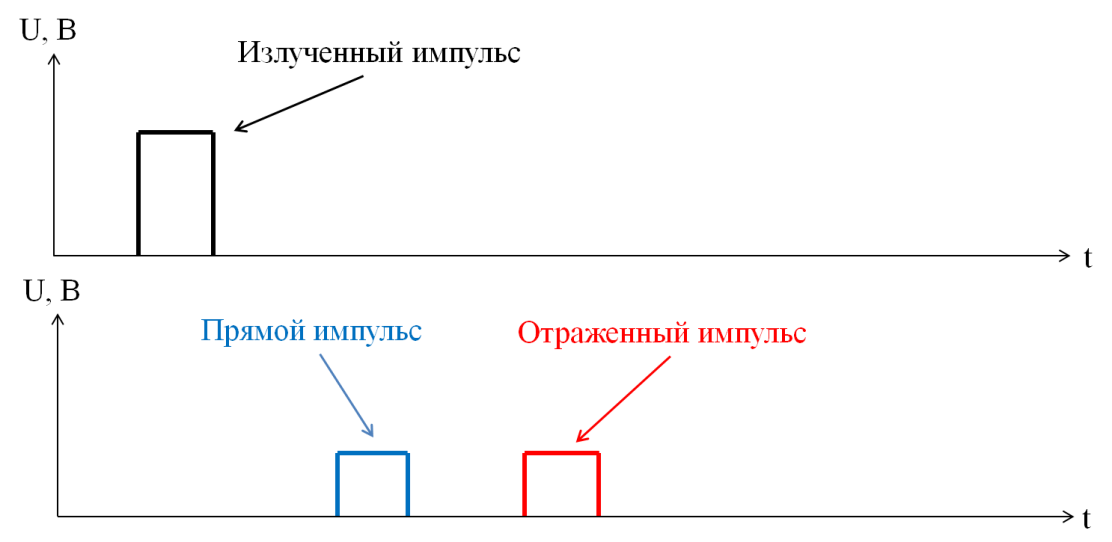 U, В
Излученный импульс
t
U, В
Прямой импульс
Отраженный импульс
t